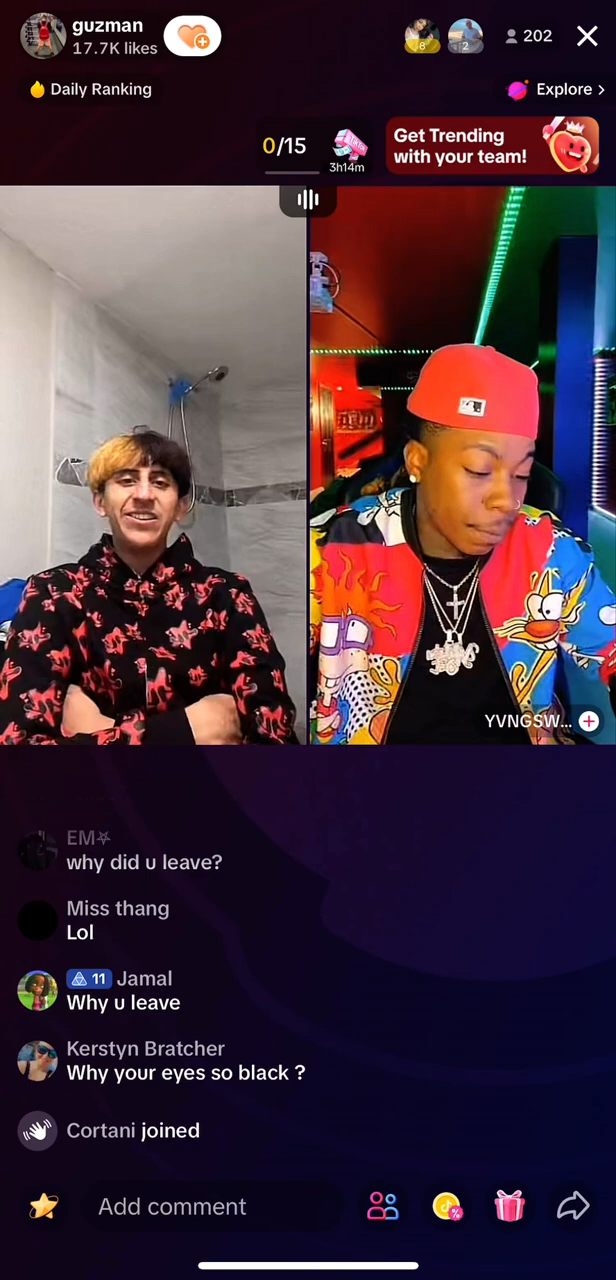 guzman
17.7K likes
8
2
202
Daily Ranking
Explore
0/15
3h14m
Get Trending
with your team!
YVNGSW...
EM
why did u leave?
Miss thang
Lol
11 Jamal
Why u leave
Kerstyn Bratcher
Why your eyes so black ?
Cortani joined
Add comment